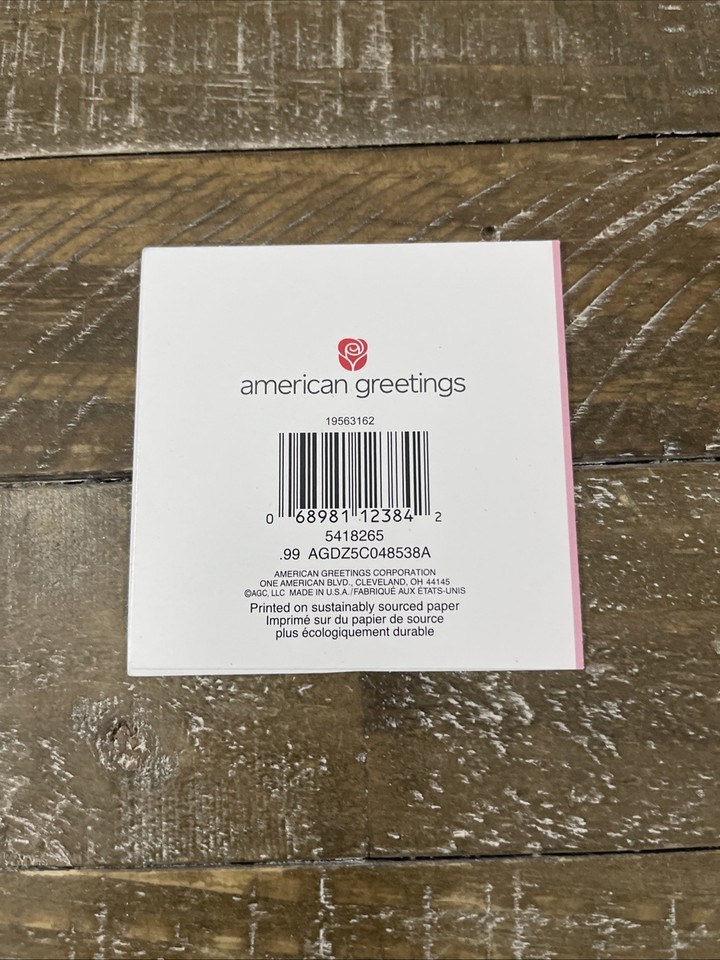 american greetings
19563162
0 68981 12384 2
5418265
.99 AGDZ5C048538A
AMERICAN GREETINGS CORPORATION
ONE AMERICAN BLVD., CLEVELAND, OH 44145
©AGC, LLC MADE IN U.S.A./FABRIQUÉ AUX ÉTATS-UNIS
Printed on sustainably sourced paper
Imprimé sur du papier de source
plus écologiquement durable